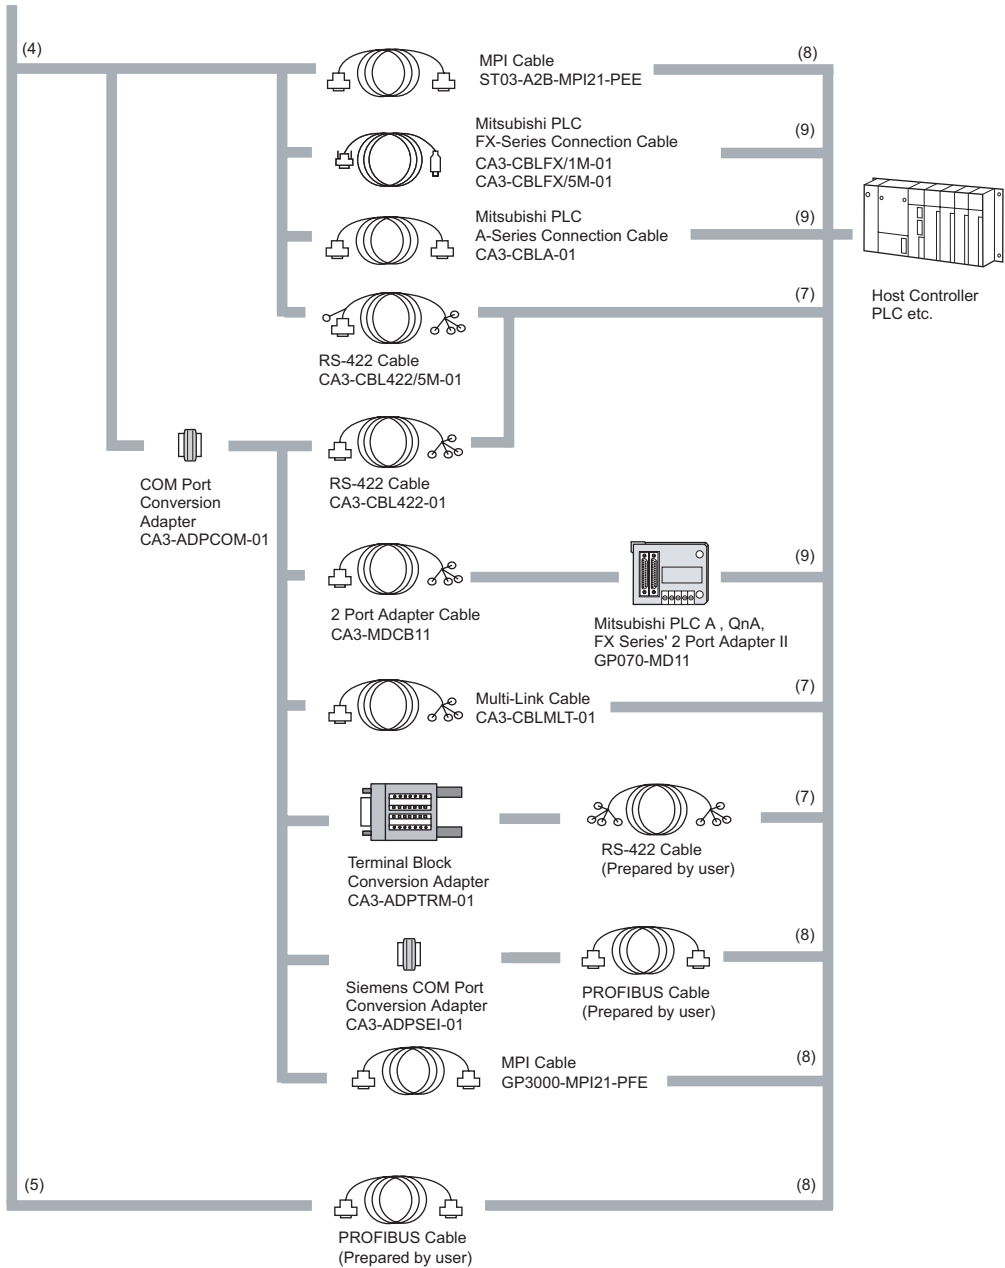 (4)
MPI Cable
ST03-A2B-MPI21-PEE
(8)
Mitsubishi PLC
FX-Series Connection Cable
CA3-CBLFX/1M-01
CA3-CBLFX/5M-01
(9)
Mitsubishi PLC
A-Series Connection Cable
CA3-CBLA-01
(9)
Host Controller
PLC etc.
(7)
RS-422 Cable
CA3-CBL422/5M-01
COM Port
Conversion
Adapter
CA3-ADPCOM-01
RS-422 Cable
CA3-CBL422-01
2 Port Adapter Cable
CA3-MDCB11
(9)
Mitsubishi PLC A , QnA,
FX Series' 2 Port Adapter II
GP070-MD11
Multi-Link Cable
CA3-CBLMLT-01
(7)
Terminal Block
Conversion Adapter
CA3-ADPTRM-01
RS-422 Cable
(Prepared by user)
(7)
Siemens COM Port
Conversion Adapter
CA3-ADPSEI-01
PROFIBUS Cable
(Prepared by user)
(8)
MPI Cable
GP3000-MPI21-PFE
(8)
(5)
PROFIBUS Cable
(Prepared by user)
(8)